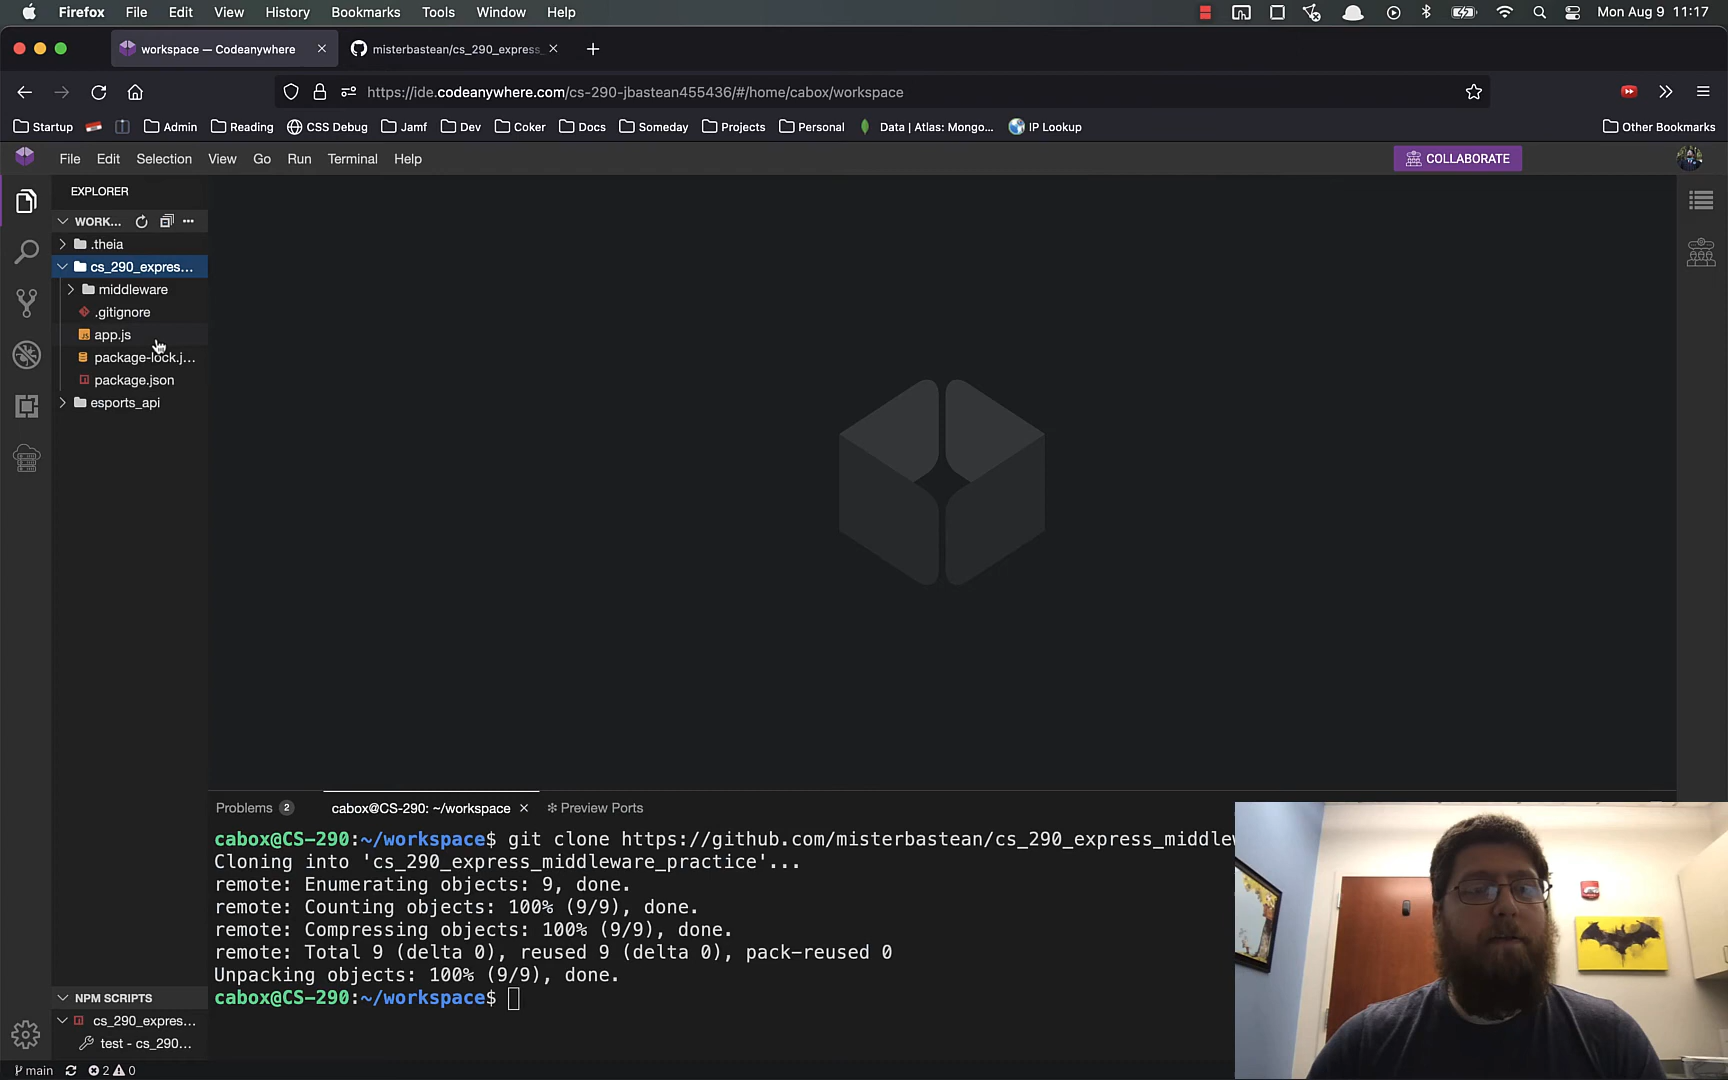 Firefox File Edit View History Bookmarks Tools Window Help Mon Aug 9 11:17
workspace — Codeanywhere misterbastean/cs_290_express_
https://ide.codeanywhere.com/cs-290-jbastean455436/#/home/cabox/workspace
Startup Admin Reading CSS Debug Jamf Dev Coker Docs Someday Projects Personal Data | Atlas: Mongo... IP Lookup Other Bookmarks
File Edit Selection View Go Run Terminal Help COLLABORATE
EXPLORER
WORK...
.theia
cs_290_expres...
middleware
.gitignore
app.js
package-lock.j...
package.json
esports_api
Problems 2 cabox@CS-290: ~/workspace Preview Ports
cabox@CS-290:~/workspace$ git clone https://github.com/misterbastean/cs_290_express_middlew
Cloning into 'cs_290_express_middleware_practice'...
remote: Enumerating objects: 9, done.
remote: Counting objects: 100% (9/9), done.
remote: Compressing objects: 100% (9/9), done.
remote: Total 9 (delta 0), reused 9 (delta 0), pack-reused 0
Unpacking objects: 100% (9/9), done.
cabox@CS-290:~/workspace$
NPM SCRIPTS
cs_290_expres...
test - cs_290...
main 2 0